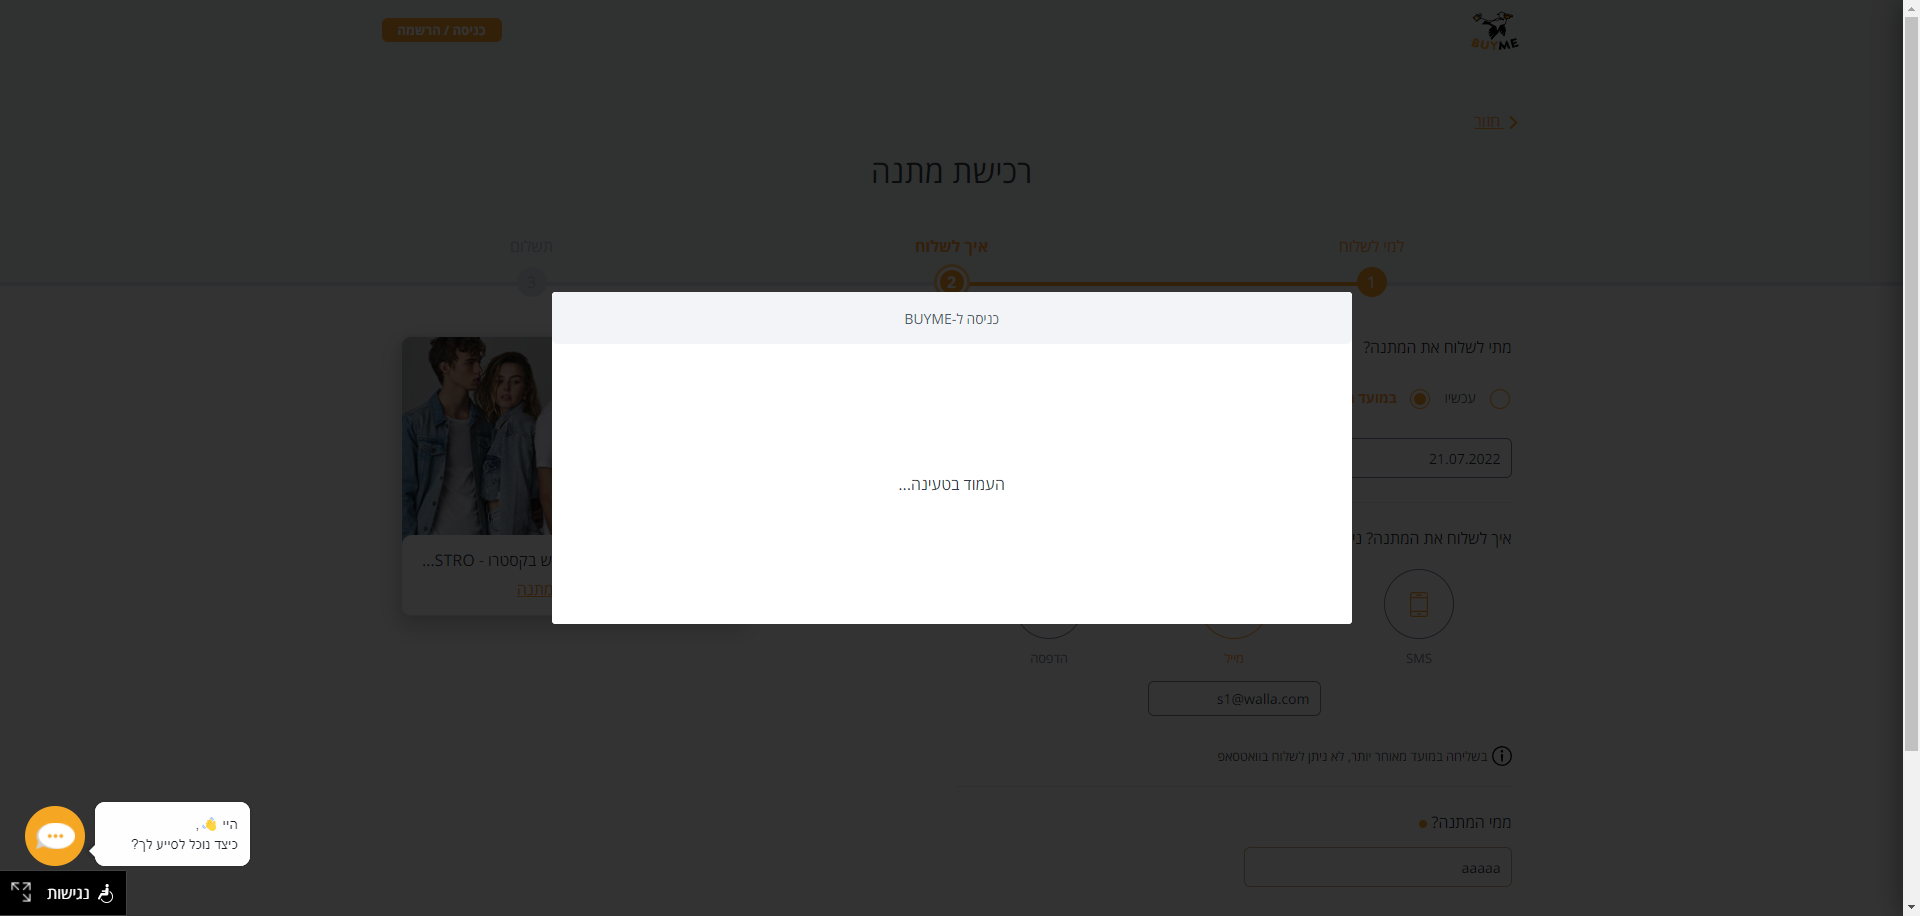 BUYME
כניסה / הרשמה
חזור
רכישת מתנה
למי לשלוח
איך לשלוח
תשלום
1
2
3
כניסה ל-BUYME
העמוד בטעינה...
מתי לשלוח את המתנה?
עכשיו
במועד
21.07.2022
איך לשלוח את המתנה?
SMS
מייל
הדפסה
s1@walla.com
בשליחה במועד מאוחר יותר, לא ניתן לשלוח בוואטסאפ
ממי המתנה?
aaaaa
ש בקסטרו - STRO...
מתנה
היי 👋,
כיצד נוכל לסייע לך?
נגישות